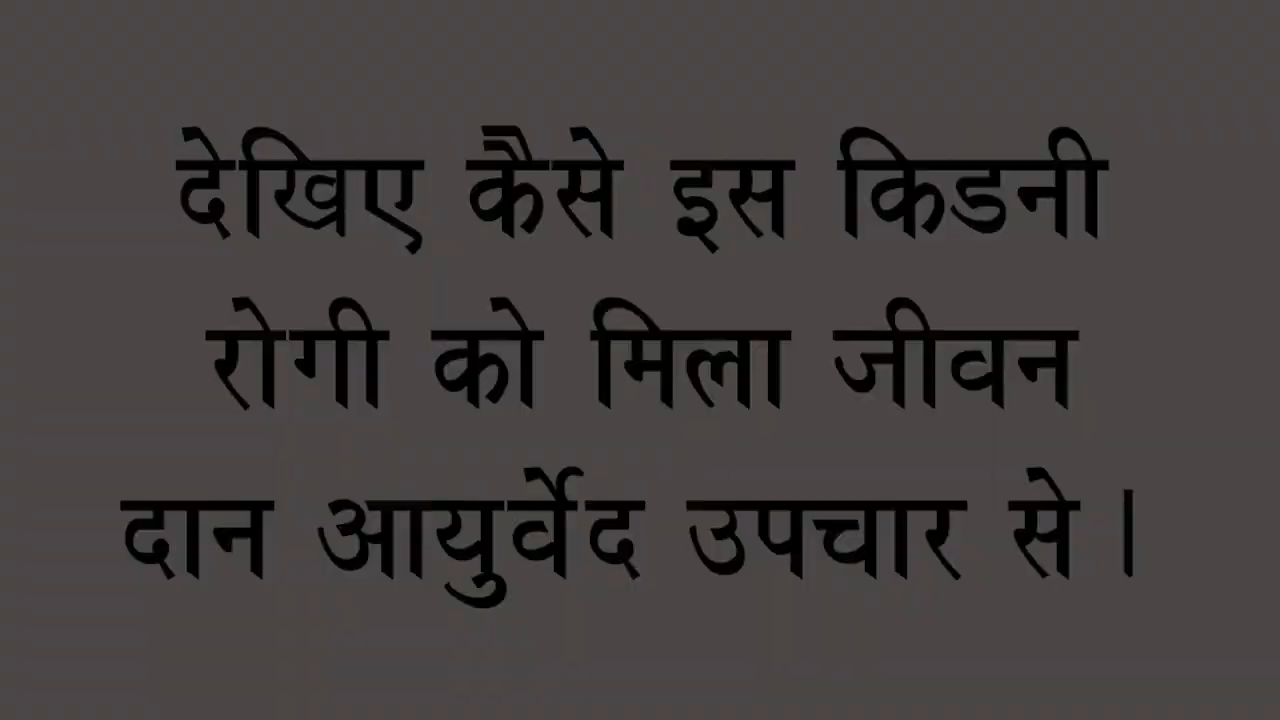 देखिए कैसे इस किडनी
रोगी को मिला जीवन
दान आयुर्वेद उपचार से ।